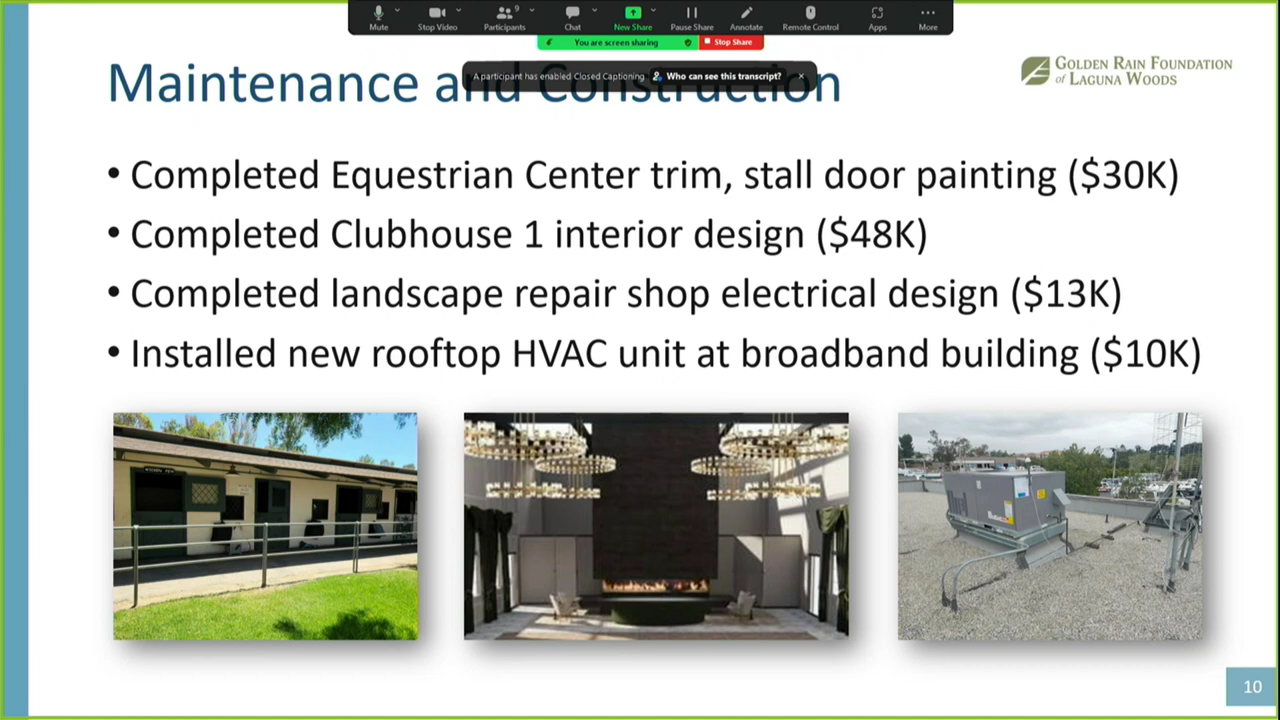 Mute
Stop Video
9
Participants
Chat
New Share
Pause Share
Annotate
Remote Control
Apps
More
You are screen sharing
Stop Share
A participant has enabled Closed Captioning
Who can see this transcript?
Maintenance and Construction
GOLDEN RAIN FOUNDATION
of LAGUNA WOODS
• Completed Equestrian Center trim, stall door painting ($30K)
• Completed Clubhouse 1 interior design ($48K)
• Completed landscape repair shop electrical design ($13K)
• Installed new rooftop HVAC unit at broadband building ($10K)
10